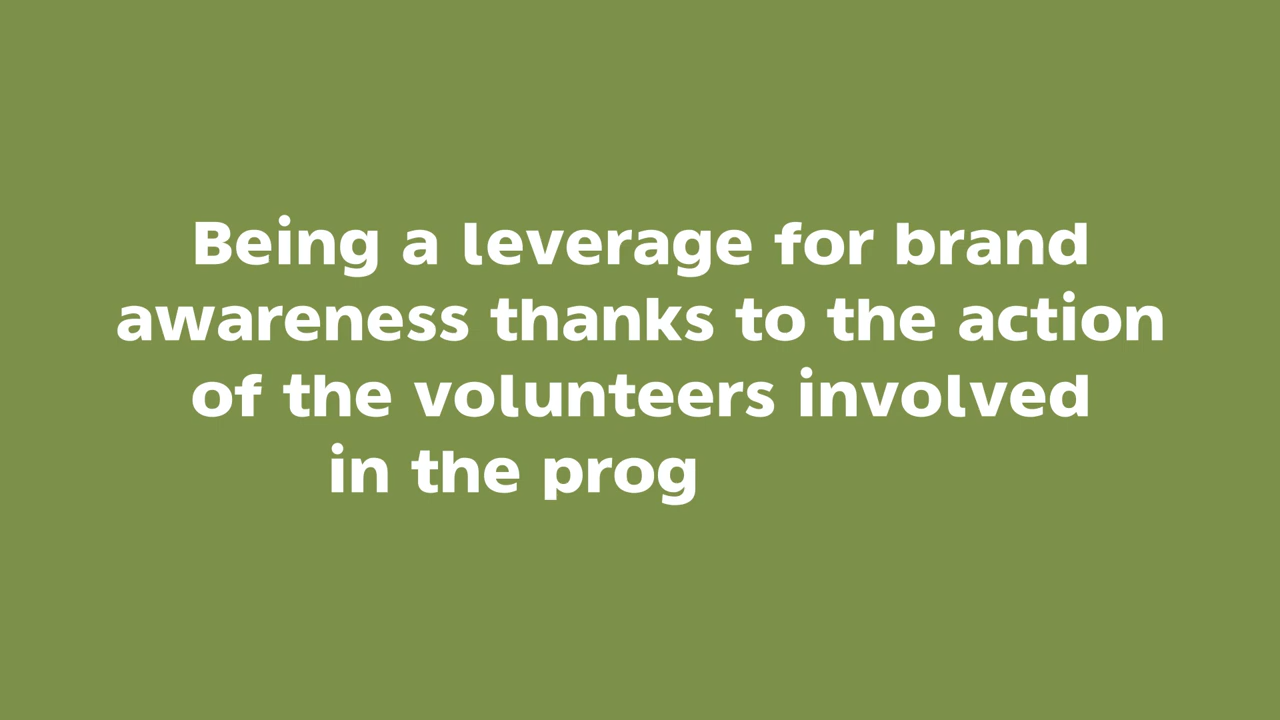 Being a leverage for brand
awareness thanks to the action
of the volunteers involved
in the prog